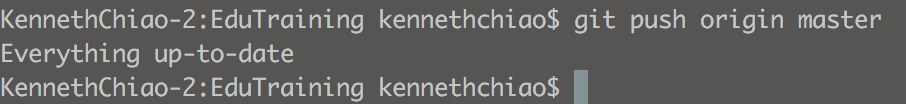 KennethChiao-2:EduTraining kennethchiao$ git push origin master
Everything up-to-date
KennethChiao-2:EduTraining kennethchiao$